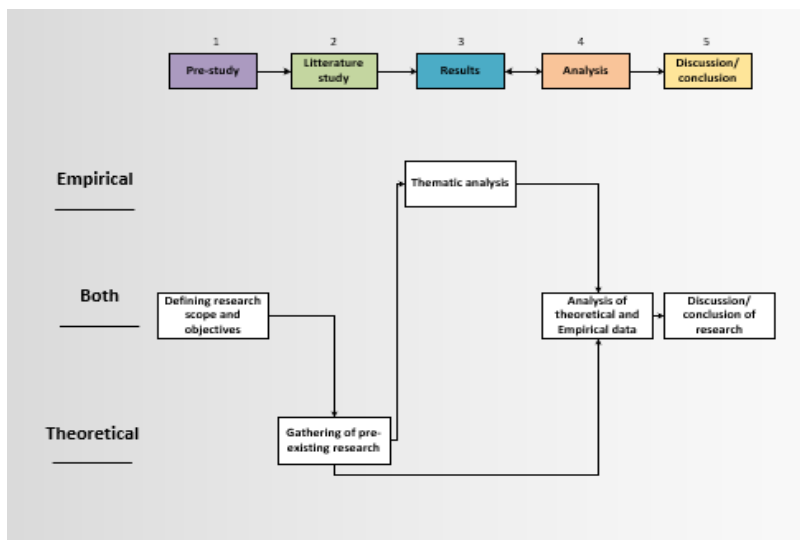 1
2
3
4
5
Pre-study
Litterature
study
Results
Analysis
Discussion/
conclusion
Empirical
Thematic analysis
Both
Defining research
scope and
objectives
Analysis of
theoretical and
Empirical data
Discussion/
conclusion of
research
Theoretical
Gathering of pre-
existing research